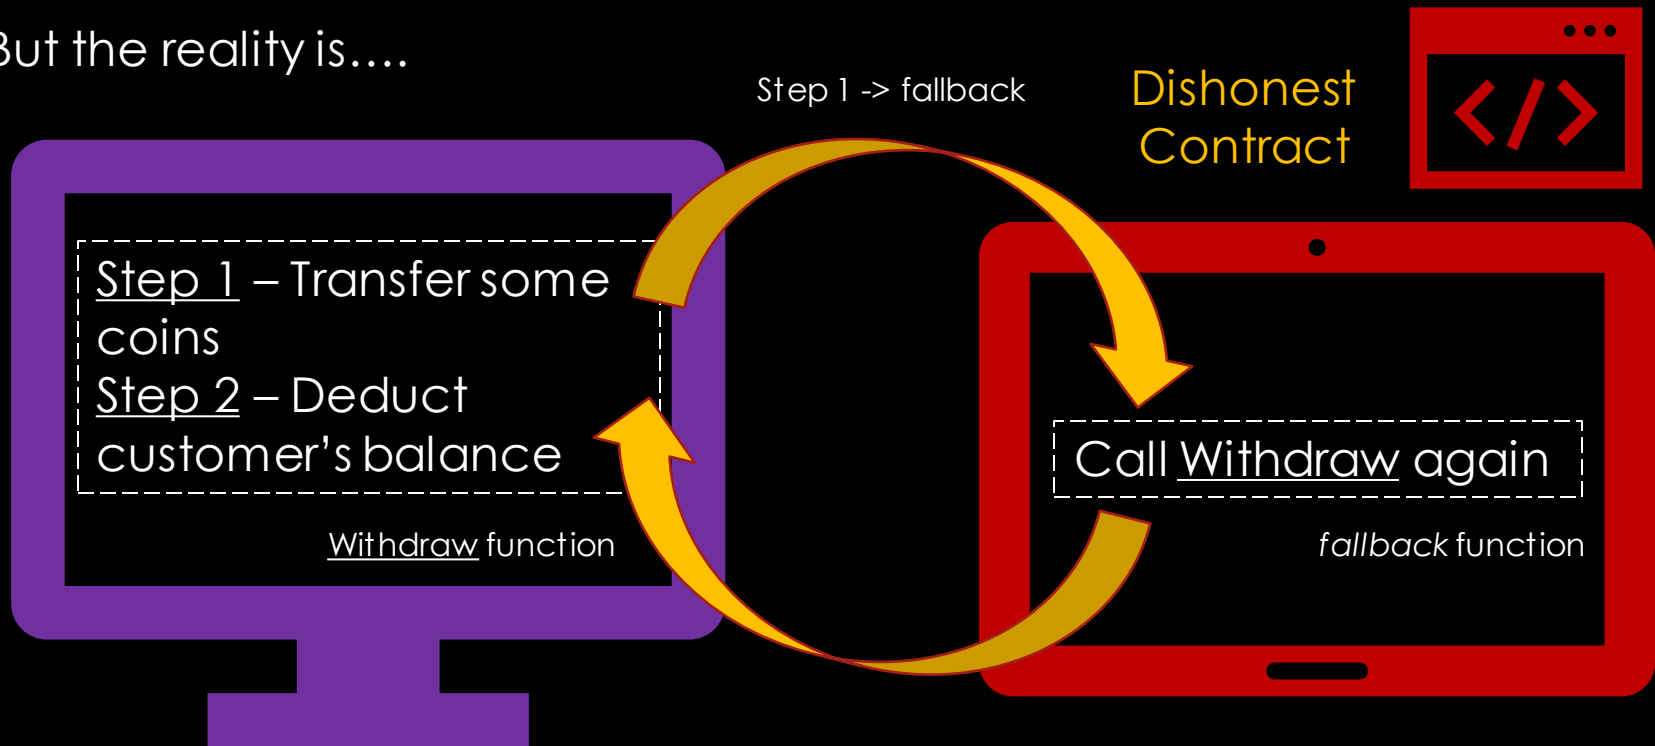 But the reality is....
Step 1 -> fallback
Dishonest
Contract
</>
Step 1 – Transfer some
coins
Step 2 – Deduct
customer's balance
Withdraw function
Call Withdraw again
fallback function